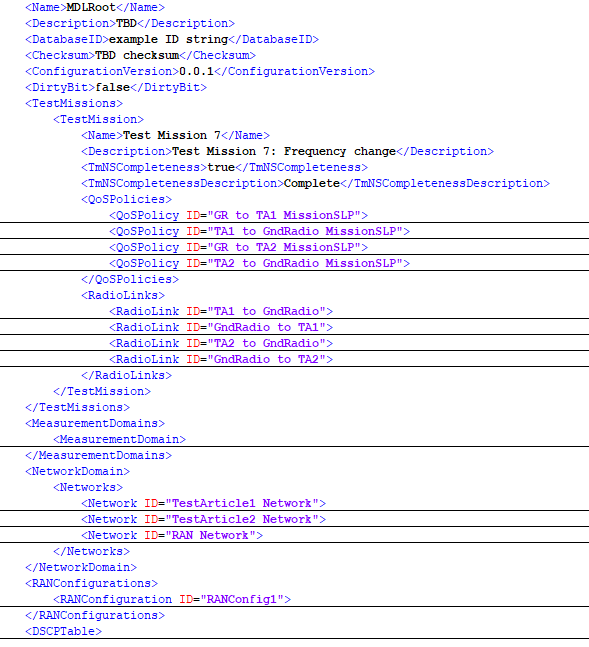 <Name>MDLRoot</Name>
<Description>TBD</Description>
<DatabaseID>example ID string</DatabaseID>
<Checksum>TBD checksum</Checksum>
<ConfigurationVersion>0.0.1</ConfigurationVersion>
<DirtyBit>false</DirtyBit>
<TestMissions>
<TestMission>
<Name>Test Mission 7</Name>
<Description>Test Mission 7: Frequency change</Description>
<TmNSCompleteness>true</TmNSCompleteness>
<TmNSCompletenessDescription>Complete</TmNSCompletenessDescription>
<QoSPolicies>
<QoSPolicy ID="GR to TA1 MissionSLP">
<QoSPolicy ID="TA1 to GndRadio MissionSLP">
<QoSPolicy ID="GR to TA2 MissionSLP">
<QoSPolicy ID="TA2 to GndRadio MissionSLP">
</QoSPolicies>
<RadioLinks>
<RadioLink ID="TA1 to GndRadio">
<RadioLink ID="GndRadio to TA1">
<RadioLink ID="TA2 to GndRadio">
<RadioLink ID="GndRadio to TA2">
</RadioLinks>
</TestMission>
</TestMissions>
<MeasurementDomains>
<MeasurementDomain>
</MeasurementDomains>
<NetworkDomain>
<Networks>
<Network ID="TestArticle1 Network">
<Network ID="TestArticle2 Network">
<Network ID="RAN Network">
</Networks>
</NetworkDomain>
<RANConfigurations>
<RANConfiguration ID="RANConfig1">
</RANConfigurations>
<DSCPTable>